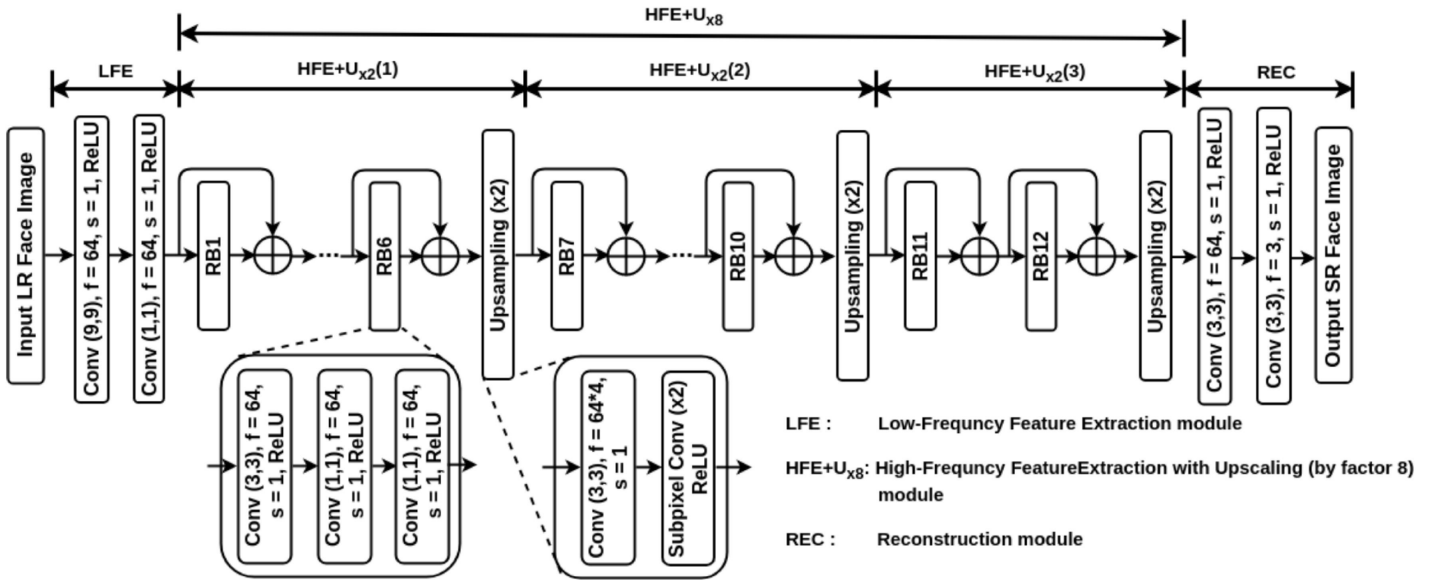 HFE+Ux8
LFE
HFE+Ux2(1)
HFE+Ux2(2)
HFE+Ux2(3)
REC
Input LR Face Image
Conv (9,9), f = 64, s = 1, ReLU
Conv (1,1), f = 64, s = 1, ReLU
RB1
RB6
Upsampling (x2)
RB7
RB10
Upsampling (x2)
RB11
RB12
Upsampling (x2)
Conv (3,3), f = 64, s = 1, ReLU
Conv (3,3), f = 3, s = 1, ReLU
Output SR Face Image
Conv (3,3), f = 64,
s = 1, ReLU
Conv (1,1), f = 64,
s = 1, ReLU
Conv (1,1), f = 64,
s = 1, ReLU
Conv (3,3), f = 64*4,
s = 1
Subpixel Conv (x2)
ReLU
LFE : Low-Frequncy Feature Extraction module
HFE+Ux8: High-Frequncy FeatureExtraction with Upscaling (by factor 8)
module
REC : Reconstruction module